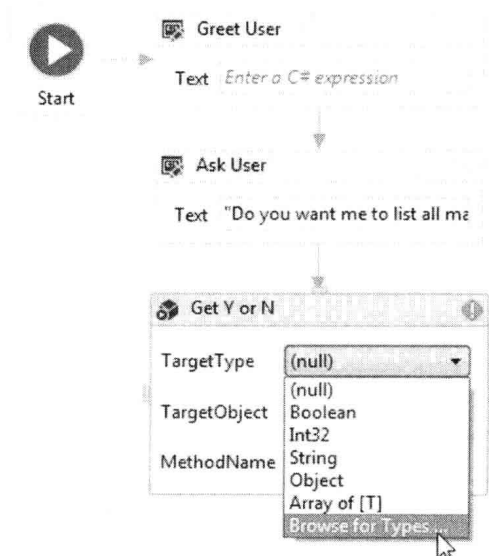 Greet User
Text Enter a C# expression
Start
Ask User
Text "Do you want me to list all ma
Get Y or N
TargetType (null)
(null)
TargetObject Boolean
Int32
MethodName String
Object
Array of [T]
Browse for Types ...